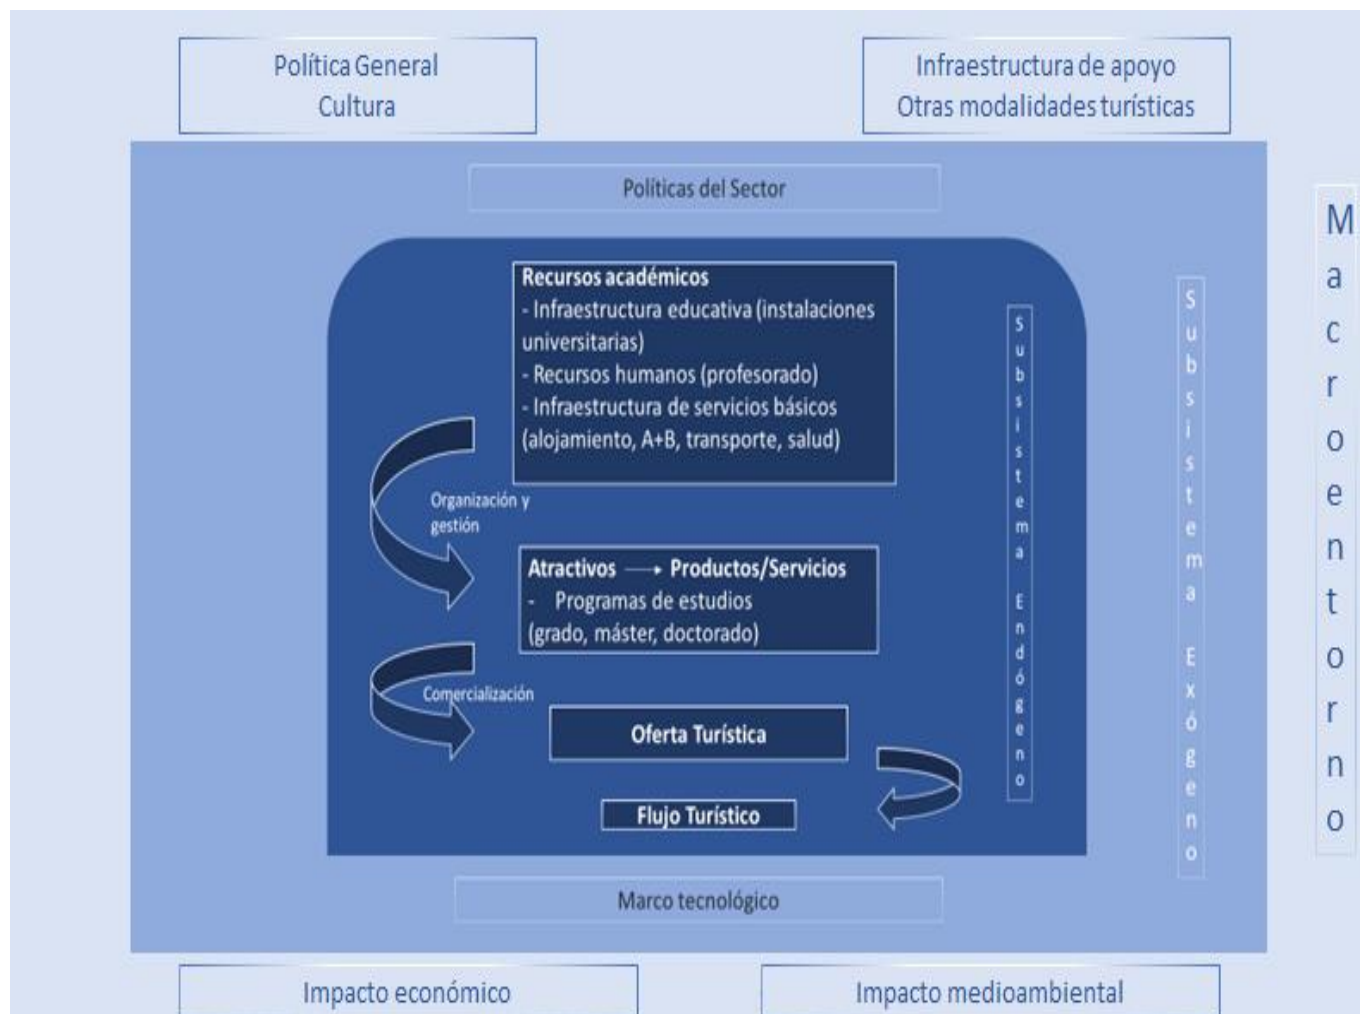 Política General
Cultura
Infraestructura de apoyo
Otras modalidades turísticas
Políticas del Sector
Recursos académicos
- Infraestructura educativa (instalaciones
universitarias)
- Recursos humanos (profesorado)
- Infraestructura de servicios básicos
(alojamiento, A+B, transporte, salud)
Organización y
gestión
Atractivos → Productos/Servicios
- Programas de estudios
(grado, máster, doctorado)
Comercialización
Oferta Turística
Flujo Turístico
Subsistema Endógeno
Subsistema Exógeno
Macroentorno
Marco tecnológico
Impacto económico
Impacto medioambiental